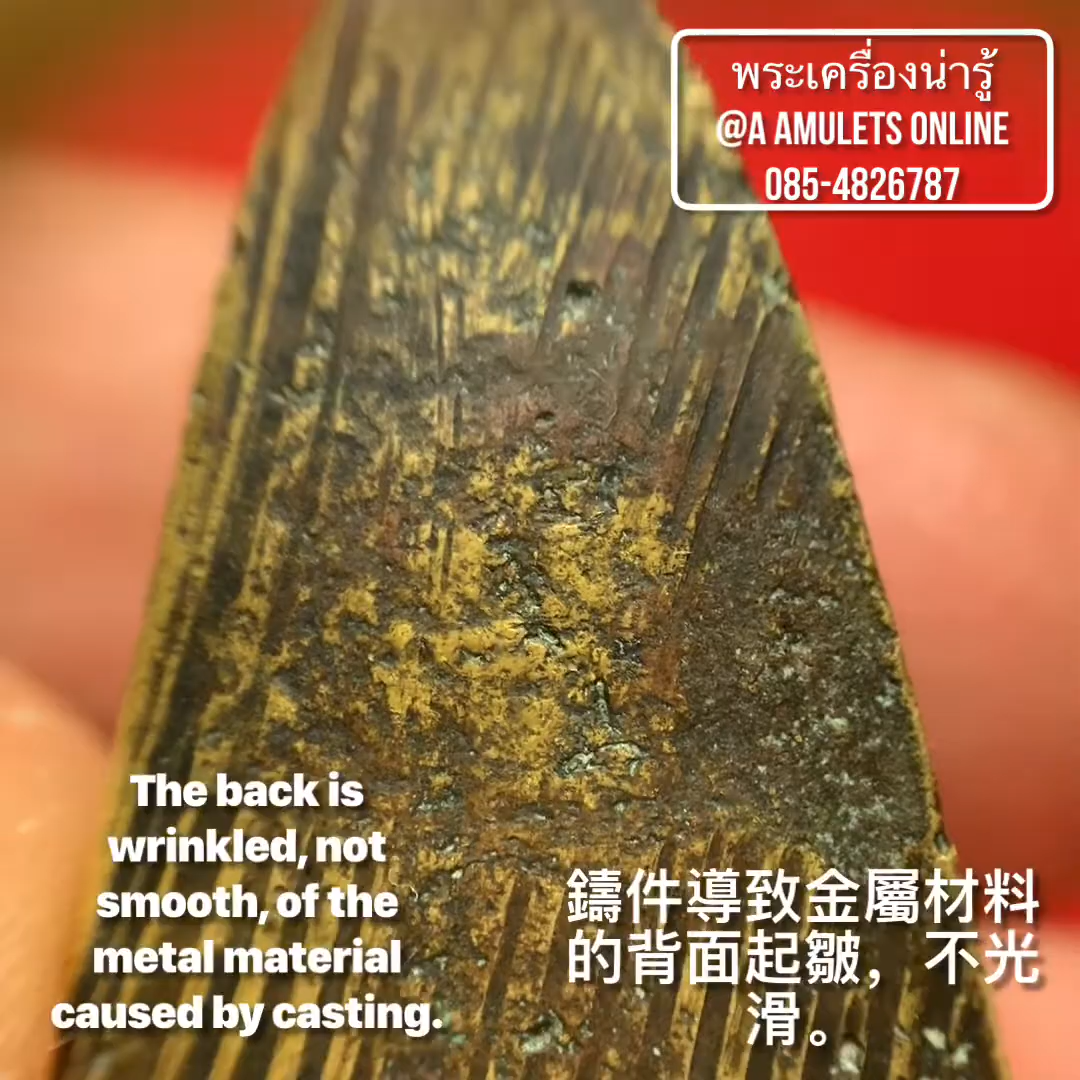 พระเครื่องน่ารู้
@A AMULETS ONLINE
085-4826787
The back is
wrinkled, not
smooth, of the
metal material
caused by casting.
鑄件導致金屬材料
的背面起皺，不光
滑。